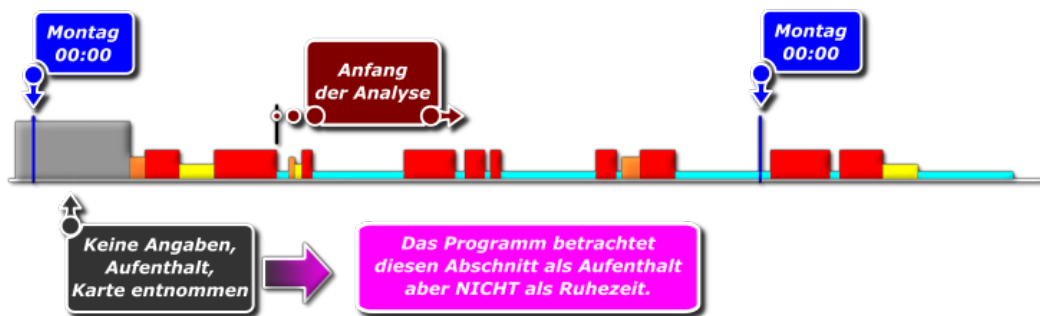 Montag
00:00
Anfang
der Analyse
Montag
00:00
Keine Angaben,
Aufenthalt,
Karte entnommen
Das Programm betrachtet
diesen Abschnitt als Aufenthalt
aber NICHT als Ruhezeit.